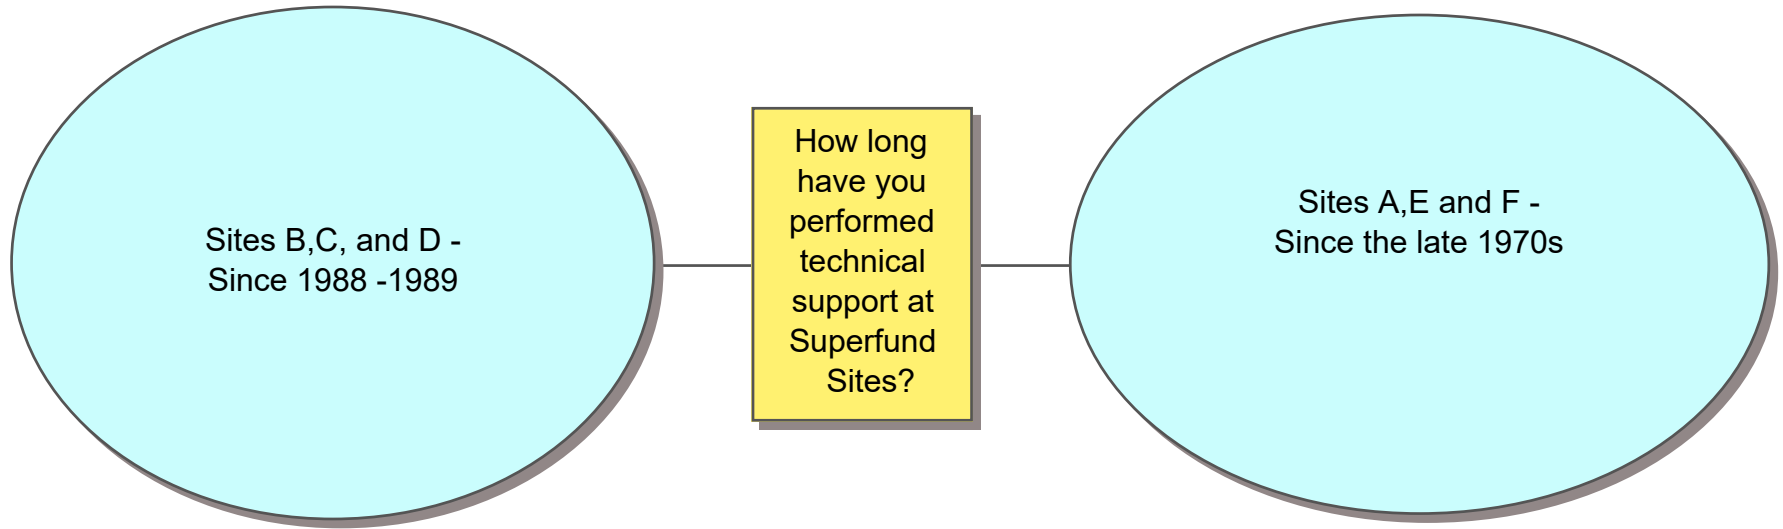 Sites B,C, and D -
Since 1988 -1989
How long
have you
performed
technical
support at
Superfund
Sites?
Sites A,E and F -
Since the late 1970s